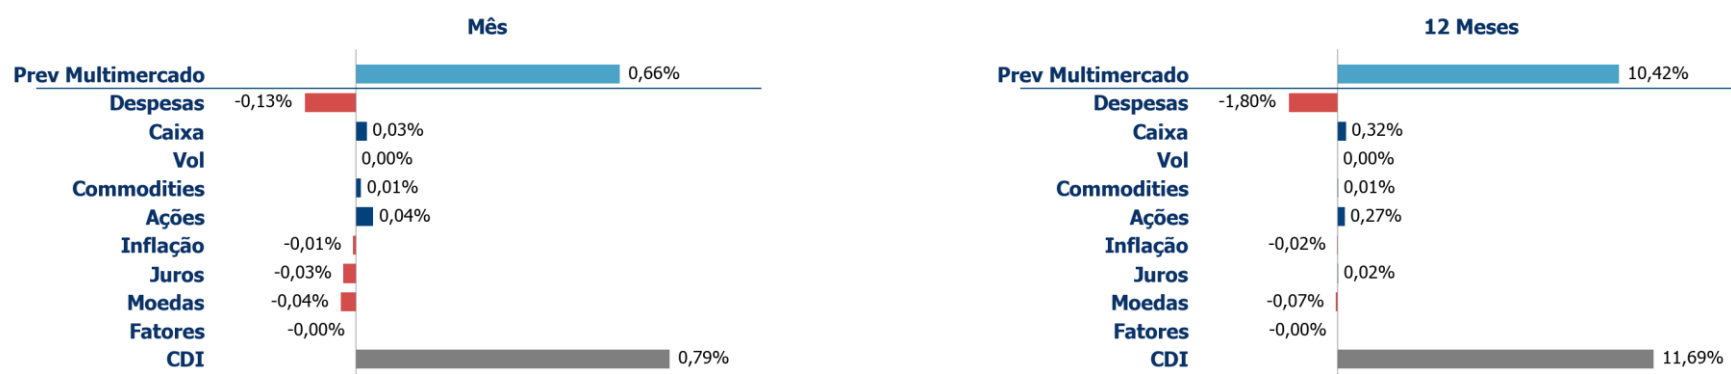 Mês
Prev Multimercado 0,66%
Despesas -0,13%
Caixa 0,03%
Vol 0,00%
Commodities 0,01%
Ações 0,04%
Inflação -0,01%
Juros -0,03%
Moedas -0,04%
Fatores -0,00%
CDI 0,79%
12 Meses
Prev Multimercado 10,42%
Despesas -1,80%
Caixa 0,32%
Vol 0,00%
Commodities 0,01%
Ações 0,27%
Inflação -0,02%
Juros 0,02%
Moedas -0,07%
Fatores -0,00%
CDI 11,69%